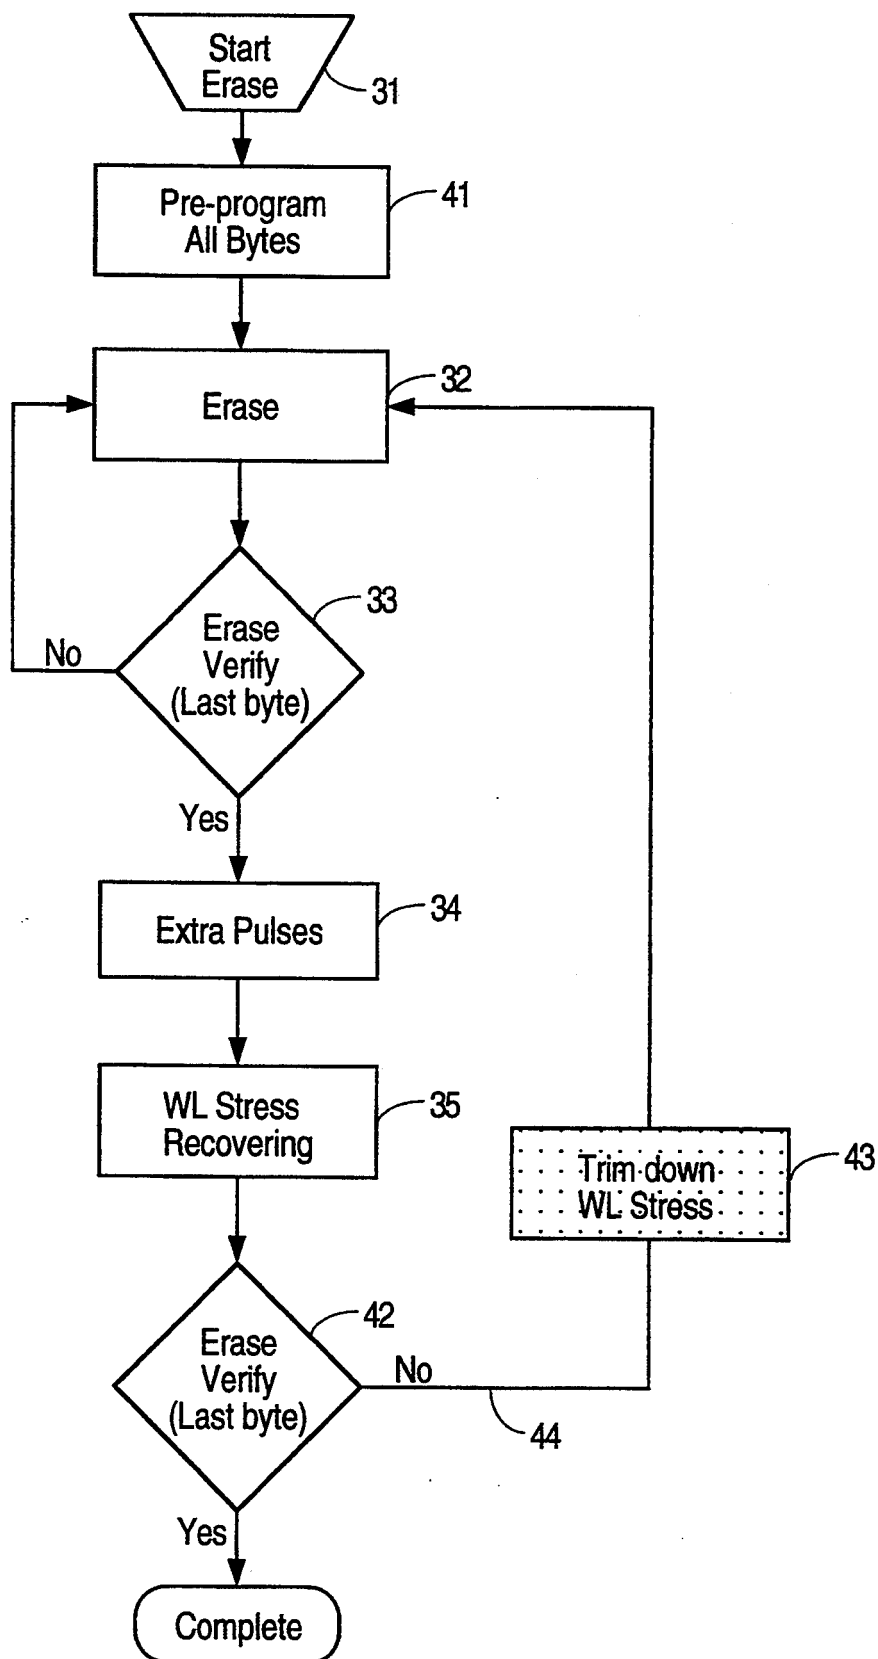 Start
Erase
31
Pre-program
All Bytes
41
Erase
32
Erase
Verify
(Last byte)
33
No
Yes
Extra Pulses
34
WL Stress
Recovering
35
Trim down
WL Stress
43
Erase
Verify
(Last byte)
42
No
44
Yes
Complete